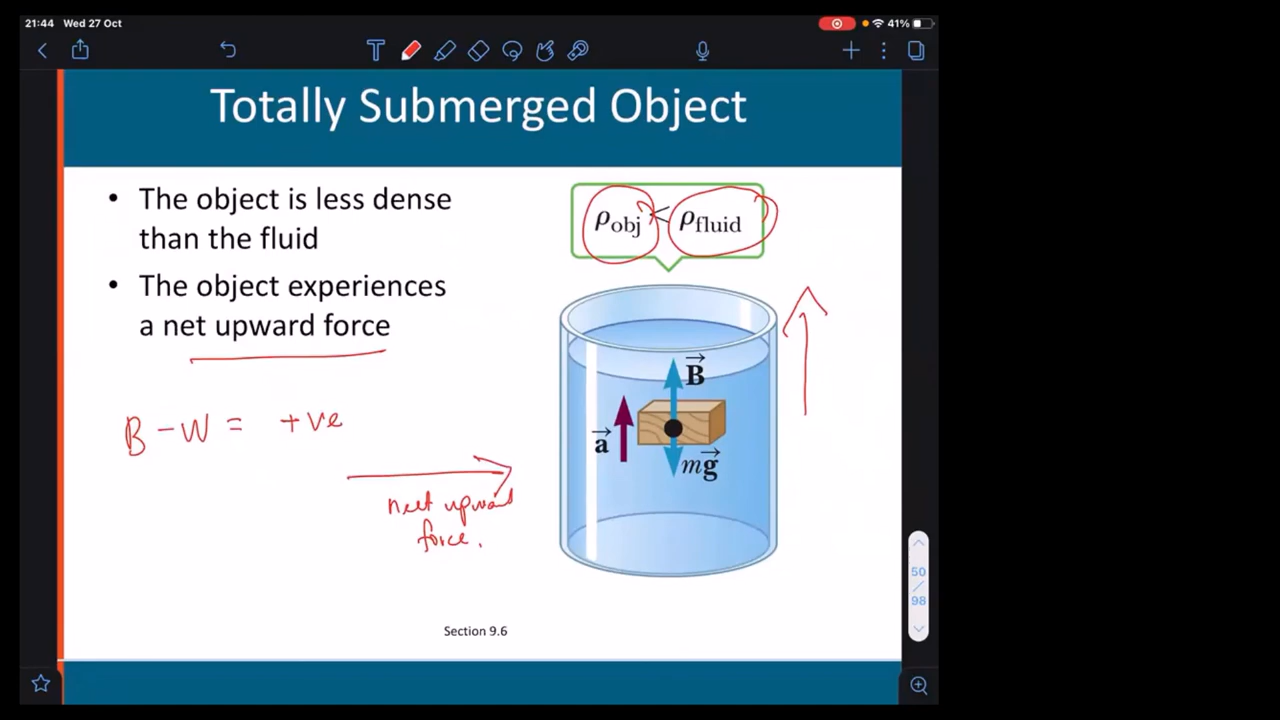 21:44 Wed 27 Oct
41%
Totally Submerged Object
• The object is less dense
than the fluid
• The object experiences
a net upward force
ρobj < ρfluid
B
a
mg
B - W = +ve
net upward
force.
Section 9.6
50
/
98